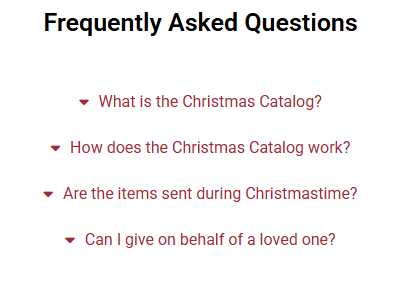 Frequently Asked Questions
What is the Christmas Catalog?
How does the Christmas Catalog work?
Are the items sent during Christmastime?
Can I give on behalf of a loved one?